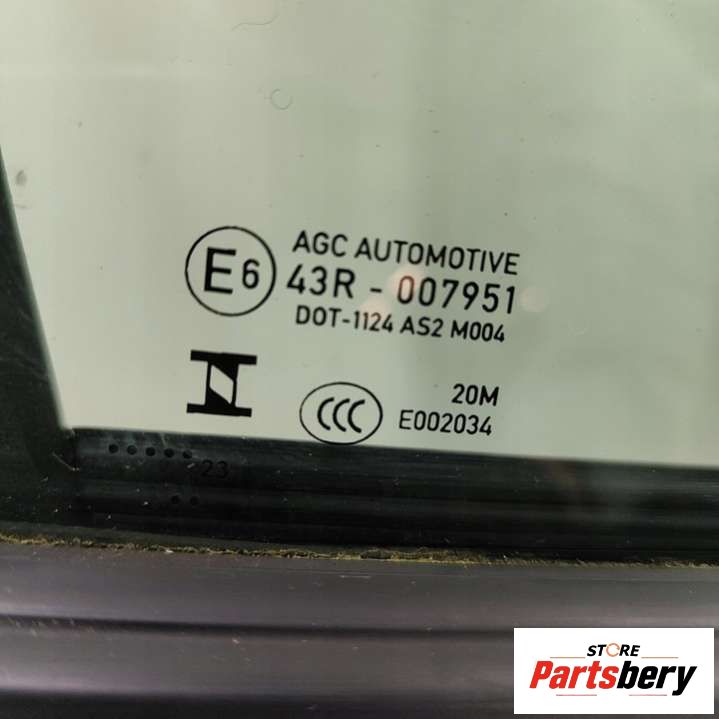 AGC AUTOMOTIVE
E6
43R - 007951
DOT-1124 AS2 M004
20M
CCC
E002034
23
STORE
Partsbery